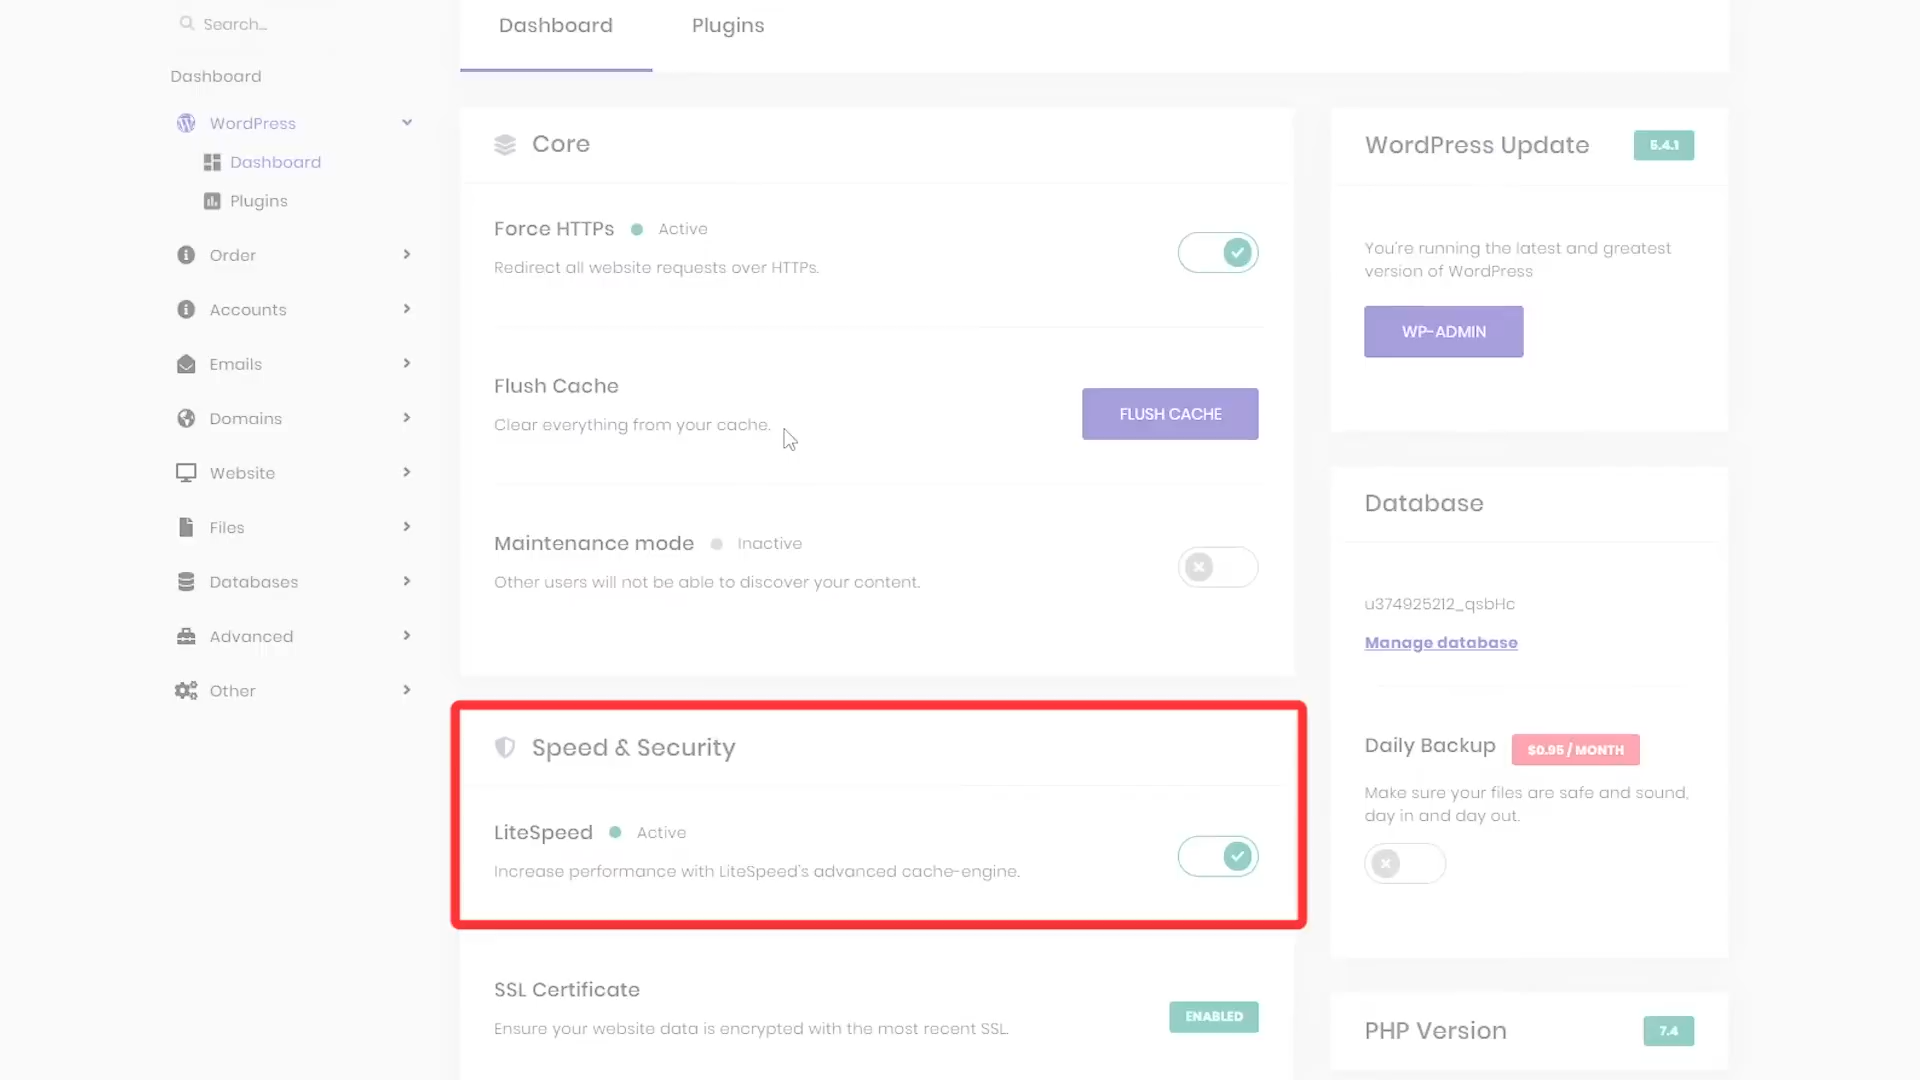 Search...
Dashboard
WordPress
Dashboard
Plugins
Order
Accounts
Emails
Domains
Website
Files
Databases
Advanced
Other
Dashboard
Plugins
Core
Force HTTPs
Active
Redirect all website requests over HTTPs.
Flush Cache
Clear everything from your cache.
FLUSH CACHE
Maintenance mode
Inactive
Other users will not be able to discover your content.
Speed & Security
LiteSpeed
Active
Increase performance with LiteSpeed's advanced cache-engine.
SSL Certificate
Ensure your website data is encrypted with the most recent SSL.
ENABLED
WordPress Update
5.4.1
You're running the latest and greatest
version of WordPress
WP-ADMIN
Database
u374925212_qsbHc
Manage database
Daily Backup
$0.95 / MONTH
Make sure your files are safe and sound,
day in and day out.
PHP Version
7.4